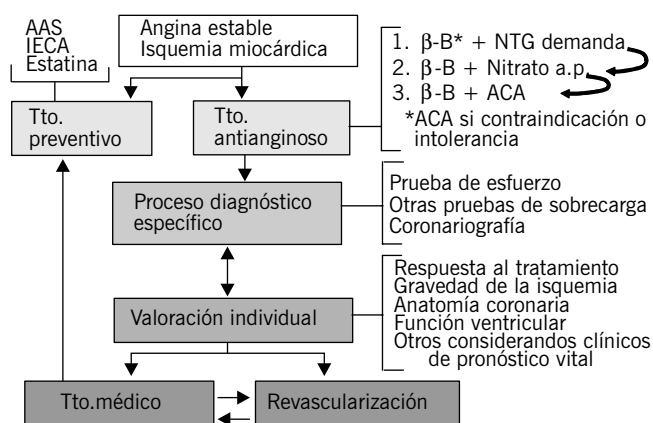 AAS
IECA
Estatina
Angina estable
Isquemia miocárdica
1. β-B* + NTG demanda
2. β-B + Nitrato a.p.
3. β-B + ACA
*ACA si contraindicación o
intolerancia
Tto.
preventivo
Tto.
antianginoso
Proceso diagnóstico
específico
Prueba de esfuerzo
Otras pruebas de sobrecarga
Coronariografía
Valoración individual
Respuesta al tratamiento
Gravedad de la isquemia
Anatomía coronaria
Función ventricular
Otros considerandos clínicos
de pronóstico vital
Tto.médico
Revascularización